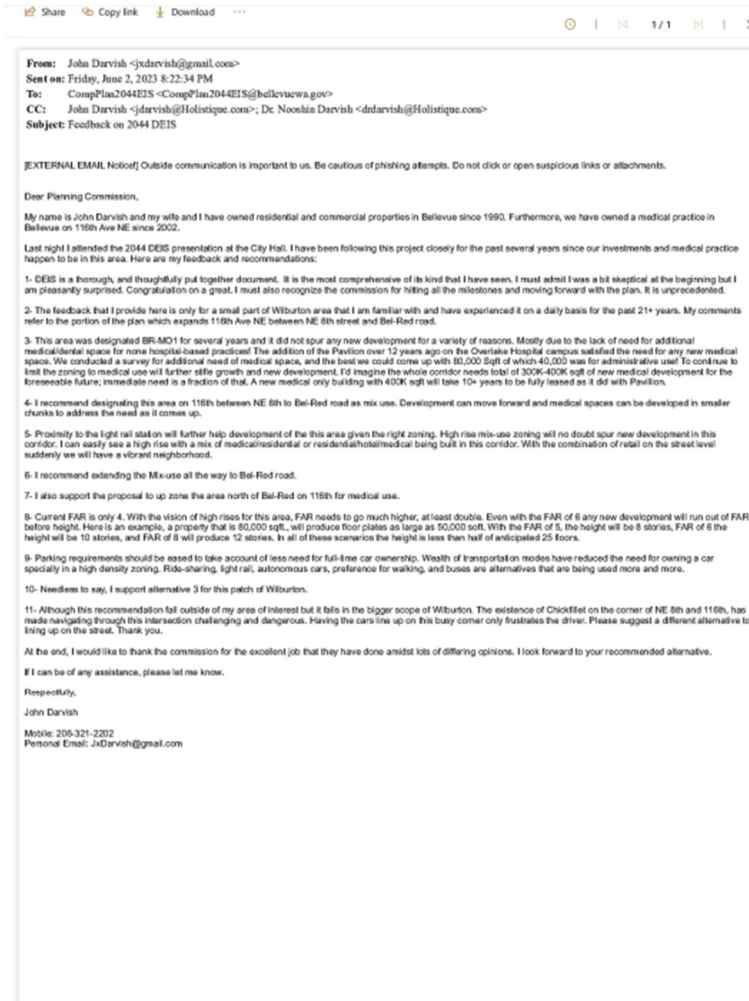 Share Copy link Download ...
1/1
From: John Darvish <jxdarvish@gmail.com>
Sent on: Friday, June 2, 2023 8:22:34 PM
To: CompPlan2044EIS <CompPlan2044EIS@bellevuewa.gov>
CC: John Darvish <jdarvish@Holistique.com>; Dr. Nooshin Darvish <drdarvish@Holistique.com>
Subject: Feedback on 2044 DEIS
[EXTERNAL EMAIL Notice!] Outside communication is important to us. Be cautious of phishing attempts. Do not click or open suspicious links or attachments.
Dear Planning Commission,
My name is John Darvish and my wife and I have owned residential and commercial properties in Bellevue since 1990. Furthermore, we have owned a medical practice in
Bellevue on 116th Ave NE since 2002.
Last night I attended the 2044 DEIS presentation at the City Hall. I have been following this project closely for the past several years since our investments and medical practice
happen to be in this area. Here are my feedback and recommendations:
1- DEIS is a thorough, and thoughtfully put together document. It is the most comprehensive of its kind that I have seen. I must admit I was a bit skeptical at the beginning but I
am pleasantly surprised. Congratulation on a great. I must also recognize the commission for hitting all the milestones and moving forward with the plan. It is unprecedented.
2- The feedback that I provide here is only for a small part of Wilburton area that I am familiar with and have experienced it on a daily basis for the past 21+ years. My comments
refer to the portion of the plan which expands 116th Ave NE between NE 8th street and Bel-Red road.
3- This area was designated BR-MO1 for several years and it did not spur any new development for a variety of reasons. Mostly due to the lack of need for additional
medical/dental space for none hospital-based practices! The addition of the Pavilion over 12 years ago on the Overlake Hospital campus satisfied the need for any new medical
space. We conducted a survey for additional need of medical space, and the best we could come up with 80,000 Sqft of which 40,000 was for administrative use! To continue to
limit the zoning to medical use will further stifle growth and new development. I'd imagine the whole corridor needs total of 300K-400K sqft of new medical development for the
foreseeable future; immediate need is a fraction of that. A new medical only building with 400K sqft will take 10+ years to be fully leased as it did with Pavilion.
4- I recommend designating this area on 116th between NE 8th to Bel-Red road as mix use. Development can move forward and medical spaces can be developed in smaller
chunks to address the need as it comes up.
5- Proximity to the light rail station will further help development of the this area given the right zoning. High rise mix-use zoning will no doubt spur new development in this
corridor. I can easily see a high rise with a mix of medical/residential or residential/hotel/medical being built in this corridor. With the combination of retail on the street level
suddenly we will have a vibrant neighborhood.
6- I recommend extending the Mix-use all the way to Bel-Red road.
7- I also support the proposal to up zone the area north of Bel-Red on 116th for medical use.
8- Current FAR is only 4. With the vision of high rises for this area, FAR needs to go much higher, at least double. Even with the FAR of 6 any new development will run out of FAR
before height. Here is an example, a property that is 80,000 sqft., will produce floor plates as large as 50,000 soft. With the FAR of 5, the height will be 8 stories, FAR of 6 the
height will be 10 stories, and FAR of 8 will produce 12 stories. In all of these scenarios the height is less than half of anticipated 25 floors.
9- Parking requirements should be eased to take account of less need for full-time car ownership. Wealth of transportation modes have reduced the need for owning a car
specially in a high density zoning. Ride-sharing, light rail, autonomous cars, preference for walking, and buses are alternatives that are being used more and more.
10- Needless to say, I support alternative 3 for this patch of Wilburton.
11- Although this recommendation fall outside of my area of interest but it falls in the bigger scope of Wilburton. The existence of Chickfillet on the corner of NE 8th and 116th, has
made navigating through this intersection challenging and dangerous. Having the cars line up on this busy corner only frustrates the driver. Please suggest a different alternative to
lining up on the street. Thank you.
At the end, I would like to thank the commission for the excellent job that they have done amidst lots of differing opinions. I look forward to your recommended alternative.
If I can be of any assistance, please let me know.
Respectfully,
John Darvish
Mobile: 206-321-2202
Personal Email: JxDarvish@gmail.com